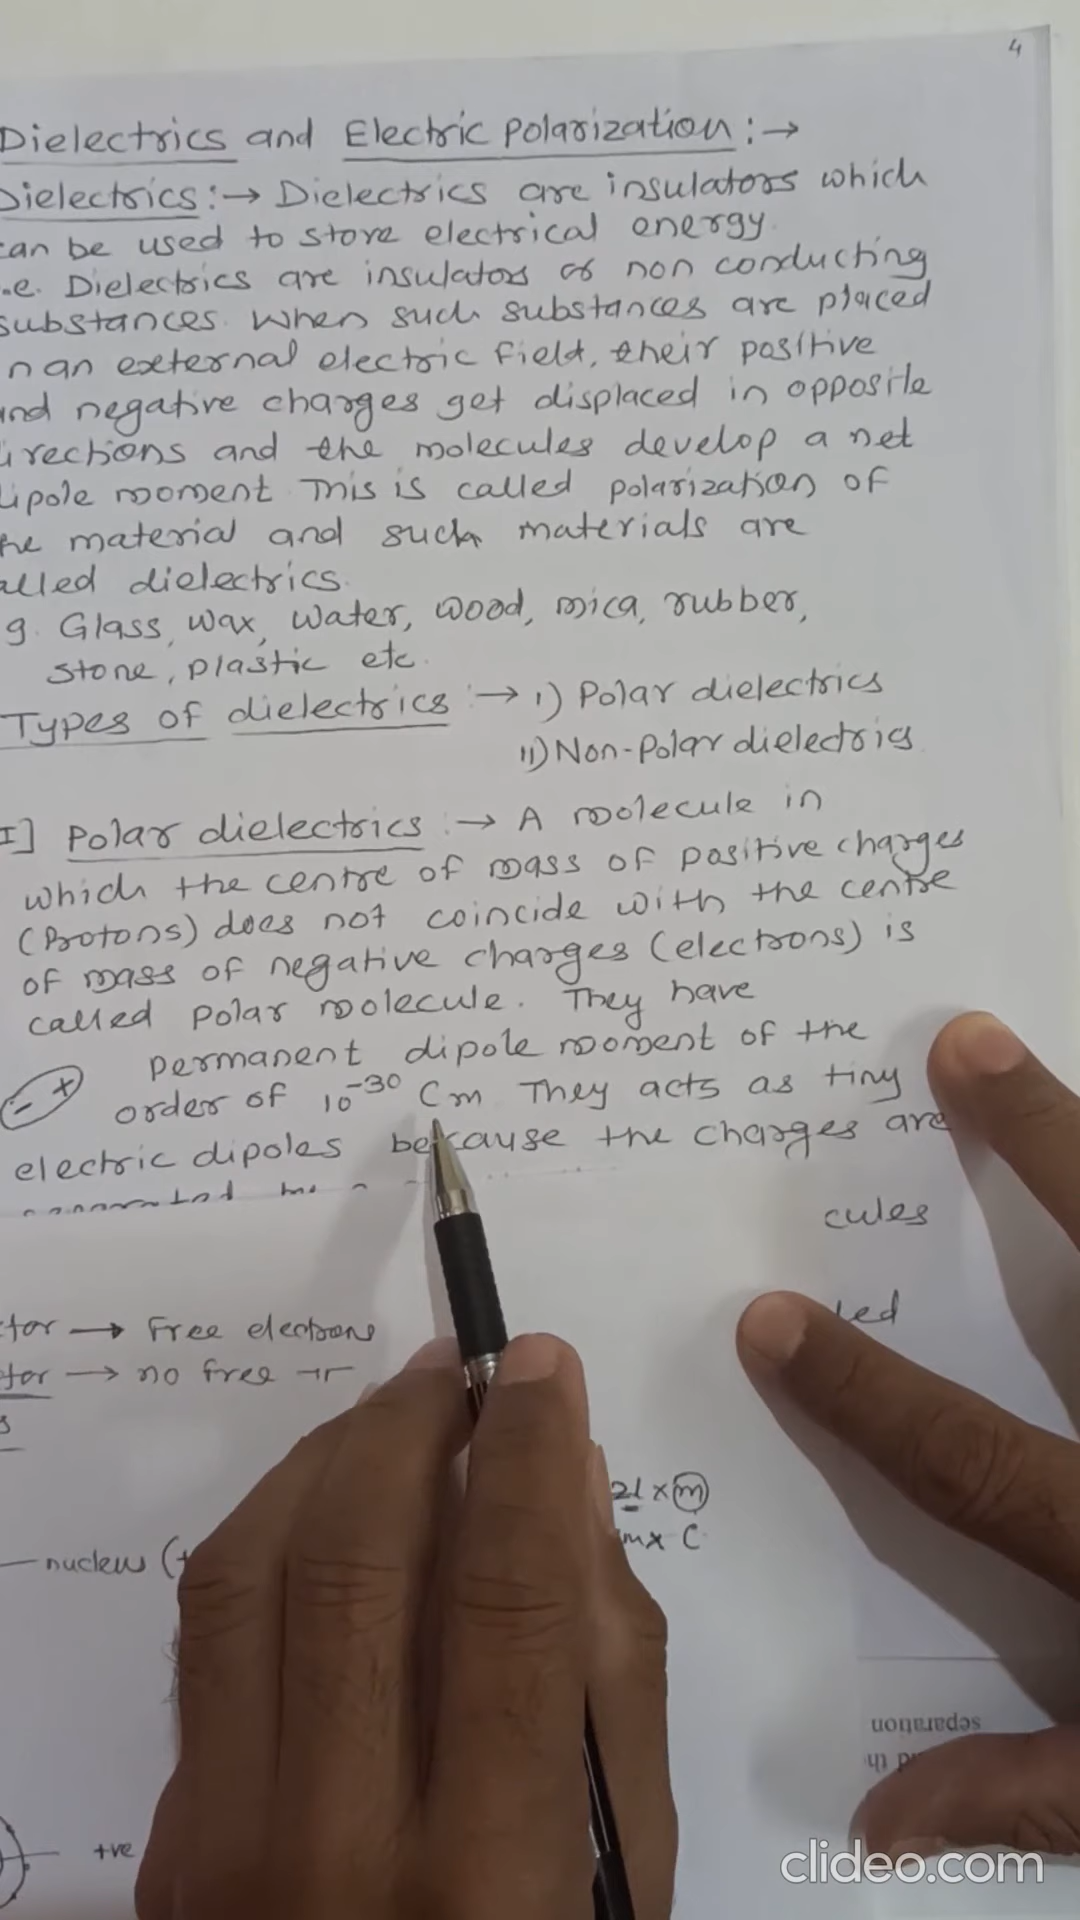 4
Dielectrics and Electric Polarization :→
Dielectrics :→ Dielectrics are insulators which
can be used to store electrical energy.
.e. Dielectrics are insulators or non conducting
substances. When such substances are placed
n an external electric field, their positive
and negative charges get displaced in opposite
irections and the molecules develop a net
dipole moment This is called polarization of
he material and such materials are
alled dielectrics.
g. Glass, wax, Water, wood, mica, rubber,
stone, plastic etc.
Types of dielectrics :→ I) Polar dielectrics
II) Non-Polar dielectrics
I] Polar dielectrics :→ A molecule in
which the centre of mass of positive charges
(Protons) does not coincide with the centre
of mass of negative charges (electrons) is
called Polar molecule. They have
permanent dipole moment of the
- +
order of 10⁻³⁰ Cm They acts as tiny
electric dipoles because the charges are
cules
ctor → Free electrons
tor → no free
s
2l × m
m× C
nucleus (+
separation
+ve
clideo.com